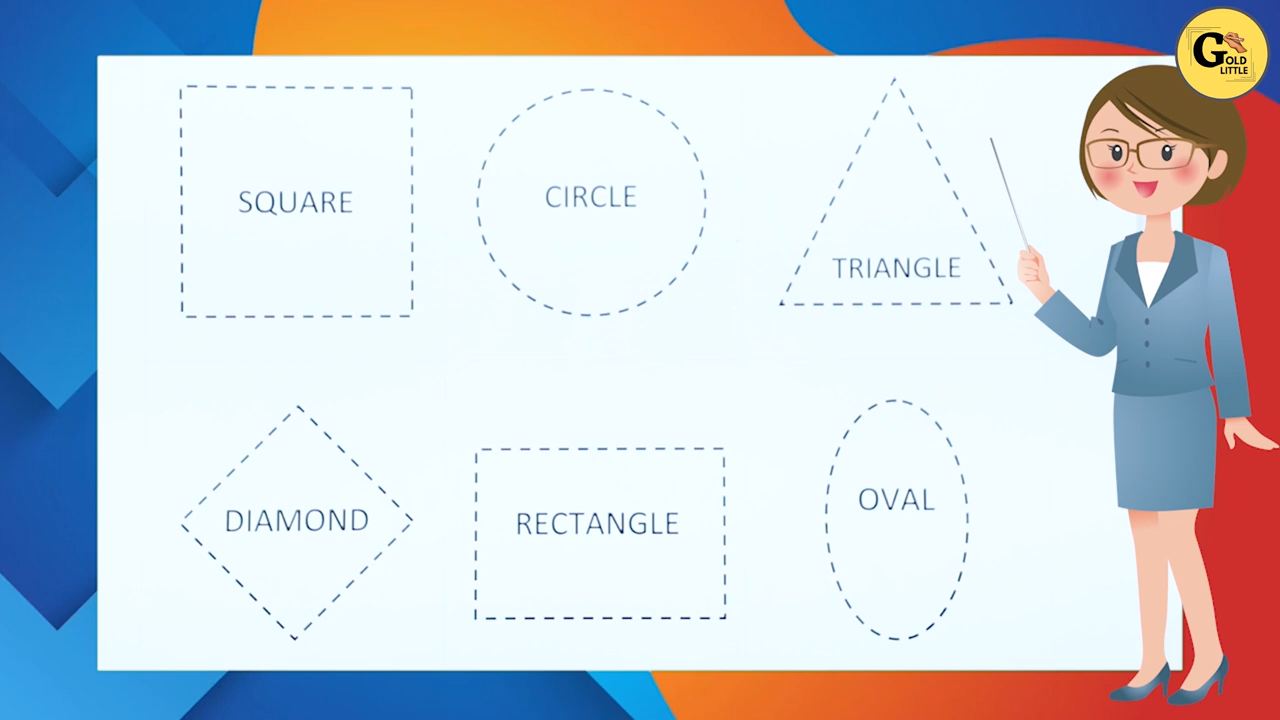 SQUARE
CIRCLE
TRIANGLE
DIAMOND
RECTANGLE
OVAL
GOLD
LITTLE